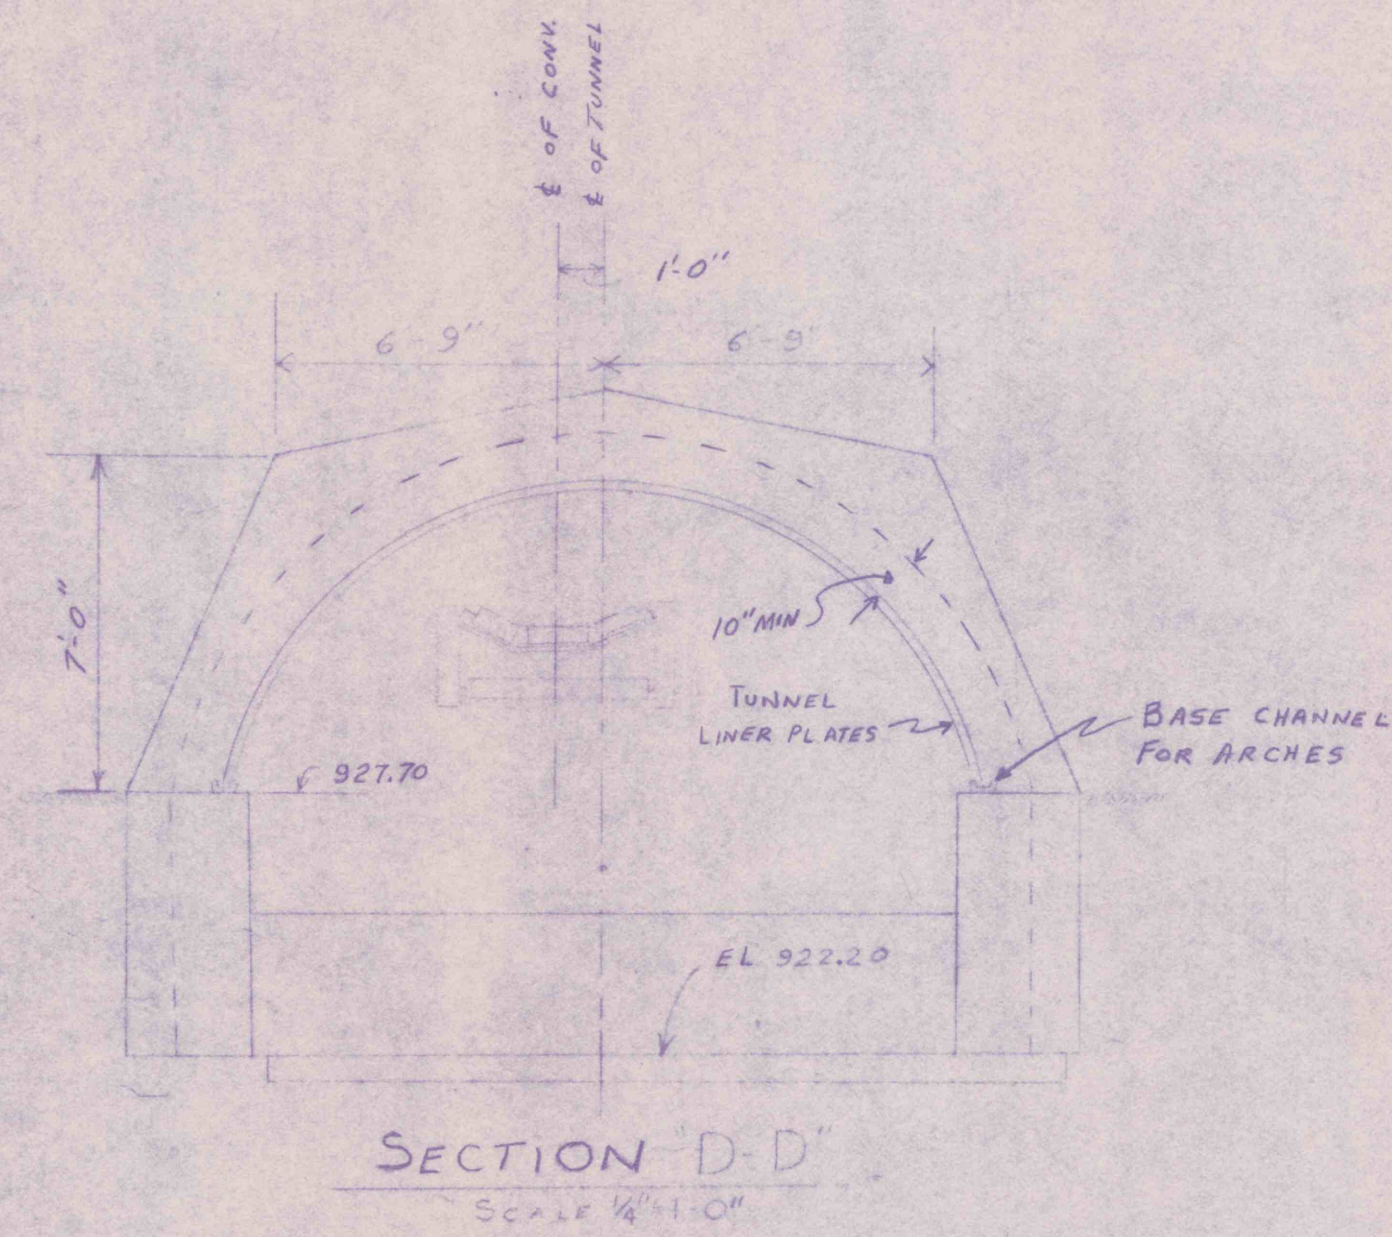 ℄ OF CONV.
℄ OF TUNNEL
1'-0"
6-9"
6-9
7'-0"
10" MIN
TUNNEL
LINER PLATES
BASE CHANNEL
FOR ARCHES
927.70
EL 922.20
SECTION "D-D"
SCALE ¼"=1-0"